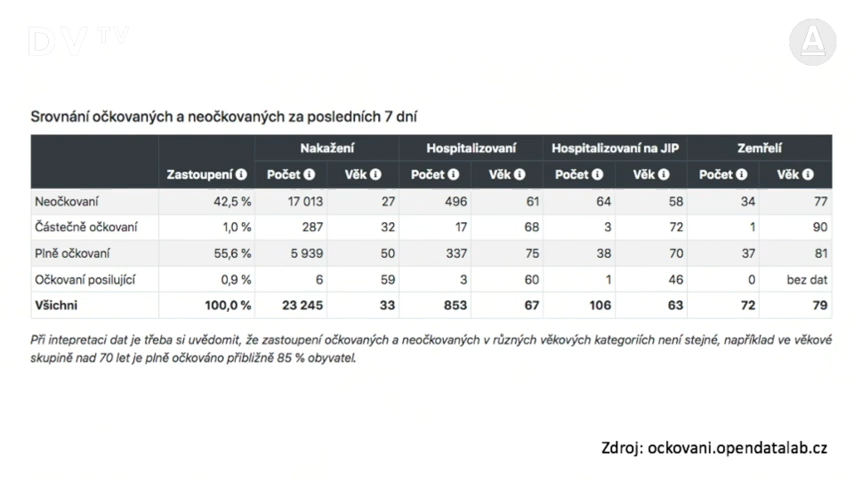 DVTV
A
Srovnání očkovaných a neočkovaných za posledních 7 dní
Nakažení Hospitalizovaní Hospitalizovaní na JIP Zemřelí
Zastoupení Počet Věk Počet Věk Počet Věk Počet Věk
Neočkovaní 42,5 % 17 013 27 496 61 64 58 34 77
Částečně očkovaní 1,0 % 287 32 17 68 3 72 1 90
Plně očkovaní 55,6 % 5 939 50 337 75 38 70 37 81
Očkovaní posilující 0,9 % 6 59 3 60 1 46 0 bez dat
Všichni 100,0 % 23 245 33 853 67 106 63 72 79
Při intepretaci dat je třeba si uvědomit, že zastoupení očkovaných a neočkovaných v různých věkových kategoriích není stejné, například ve věkové
skupině nad 70 let je plně očkováno přibližně 85 % obyvatel.
Zdroj: ockovani.opendatalab.cz